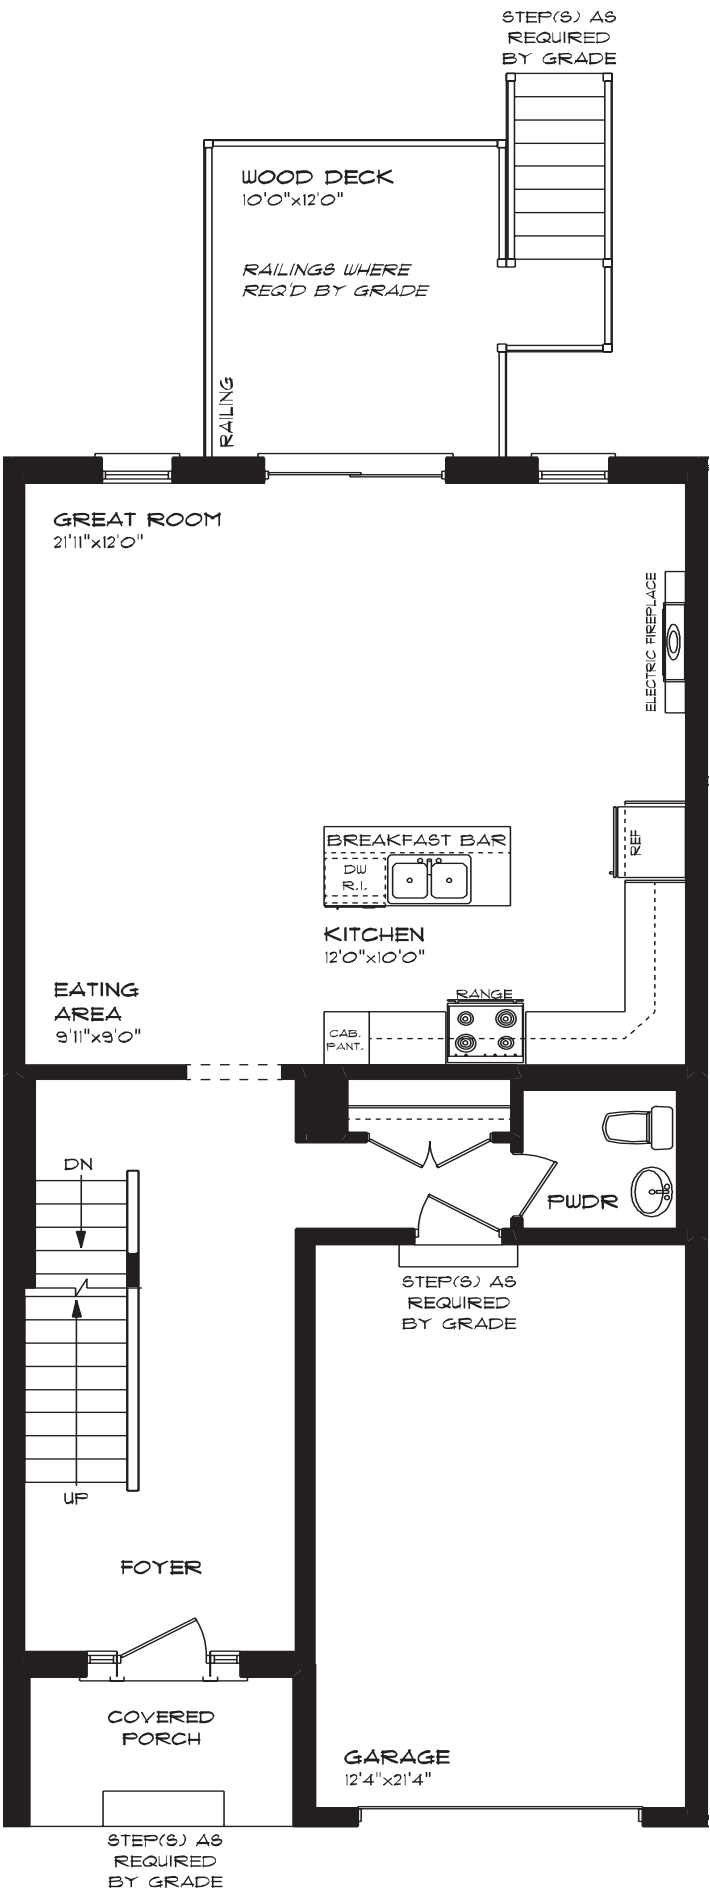 STEP(S) AS
REQUIRED
BY GRADE
WOOD DECK
10'0"x12'0"
RAILINGS WHERE
REQ'D BY GRADE
RAILING
GREAT ROOM
21'11"x12'0"
ELECTRIC FIREPLACE
BREAKFAST BAR
REF
DW
R.I.
KITCHEN
12'0"x10'0"
EATING
AREA
9'11"x9'0"
RANGE
CAB.
PANT.
DN
PWDR
STEP(S) AS
REQUIRED
BY GRADE
UP
FOYER
COVERED
PORCH
GARAGE
12'4"x21'4"
STEP(S) AS
REQUIRED
BY GRADE